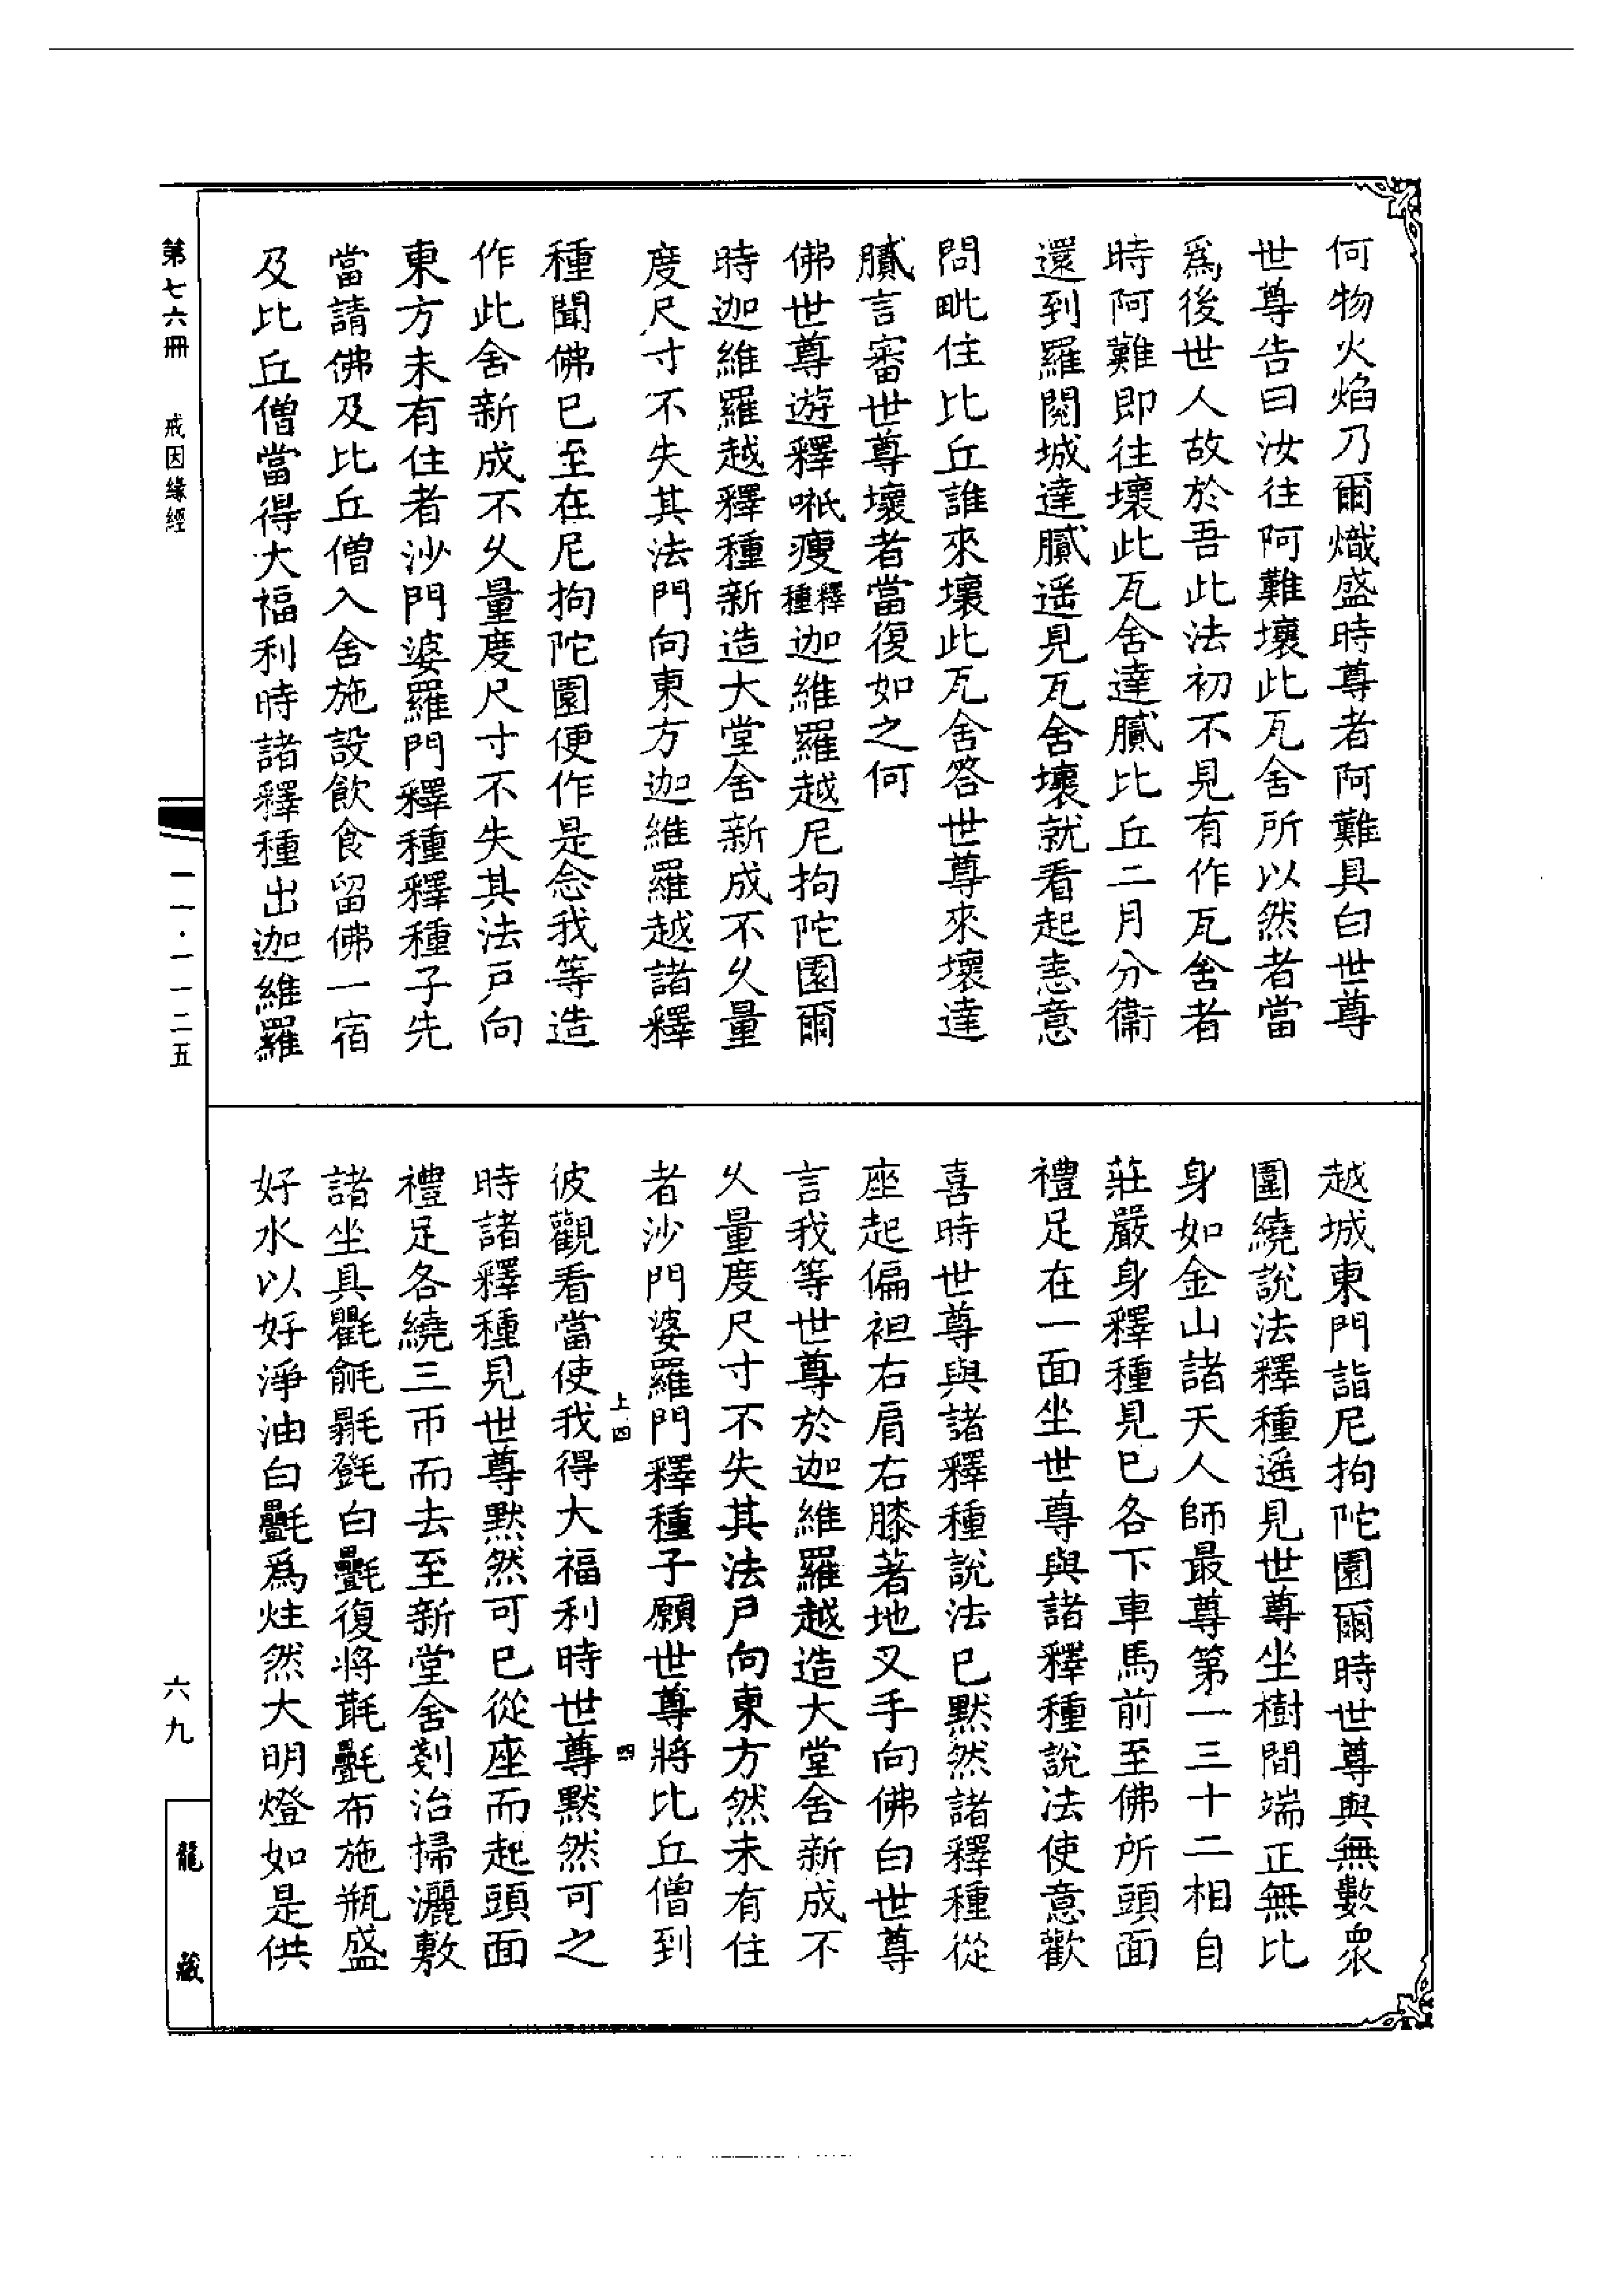 何物火焰乃爾熾盛時尊者阿難具白世尊
世尊告曰汝往阿難壞此瓦舍所以然者當
爲後世人故於吾此法初不見有作瓦舍者
時阿難即往壞此瓦舍達膩比丘二月分衞
還到羅閱城達膩遥見瓦舍壞就看起恚意
問毗住比丘誰來壞此瓦舍答世尊來壞達
膩言審世尊壞者當復如之何
佛世尊遊釋𠲿瘦釋種迦維羅越尼拘陀園爾
時迦維羅越釋種新造大堂舍新成不久量
度尺寸不失其法門向東方迦維羅越諸釋
種聞佛已至在尼拘陀園便作是念我等造
作此舍新成不久量度尺寸不失其法戸向
東方未有住者沙門婆羅門釋種釋種子先
當請佛及比丘僧入舍施設飲食留佛一宿
及比丘僧當得大福利時諸釋種出迦維羅
越城東門詣尼拘陀園爾時世尊與無數衆
圍繞說法釋種遥見世尊坐樹間端正無比
身如金山諸天人師最尊第一三十二相自
莊嚴身釋種見已各下車馬前至佛所頭面
禮足在一面坐世尊與諸釋種說法使意歡
喜時世尊與諸釋種說法已默然諸釋種從
座起偏袒右肩右膝著地叉手向佛白世尊
言我等世尊於迦維羅越造大堂舍新成不
久量度尺寸不失其法戸向東方然未有住
者沙門婆羅門釋種子願世尊將比丘僧到
上四 四
彼觀看當使我得大福利時世尊默然可之
時諸釋種見世尊默然可已從座而起頭面
禮足各繞三帀而去至新堂舍剗治掃灑敷
諸坐具氍㲣毾㲪白㲲復將㲨㲲布施瓶盛
好水以好淨油白㲲爲炷然大明燈如是供
第七六冊 戒因緣經
一一·一一二五
六九
龍藏